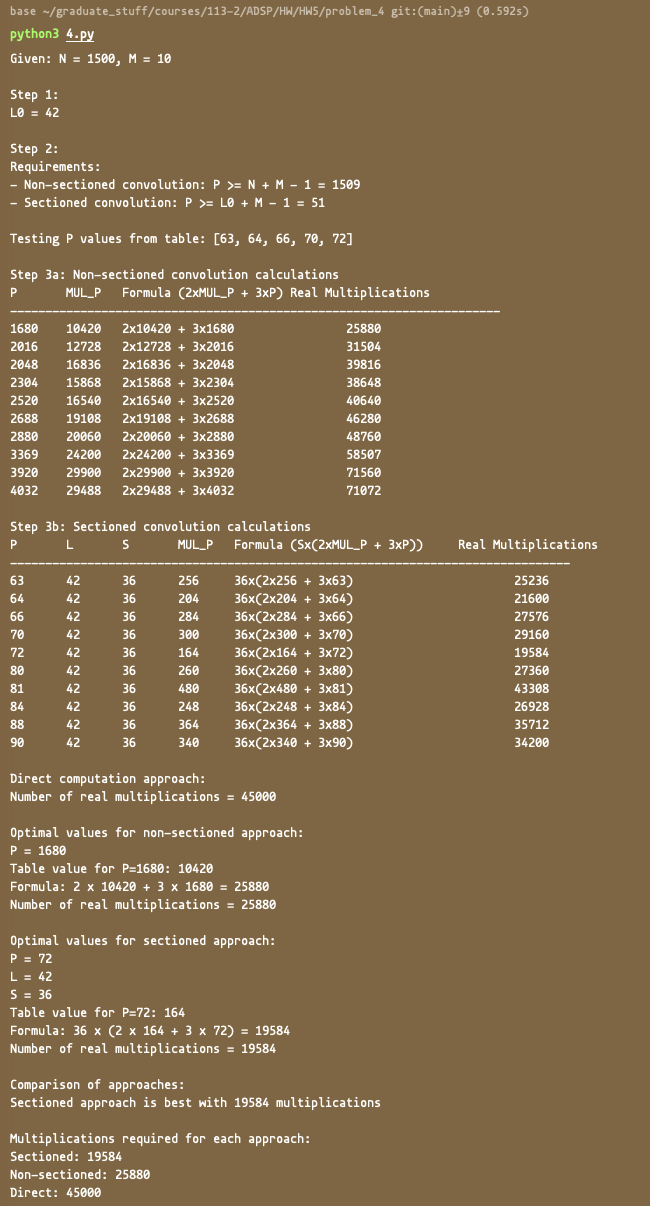 base ~/graduate_stuff/courses/113-2/ADSP/HW/HW5/problem_4 git:(main)±9 (0.592s)
python3 4.py
Given: N = 1500, M = 10
Step 1:
L0 = 42
Step 2:
Requirements:
- Non-sectioned convolution: P >= N + M - 1 = 1509
- Sectioned convolution: P >= L0 + M - 1 = 51
Testing P values from table: [63, 64, 66, 70, 72]
Step 3a: Non-sectioned convolution calculations
P MUL_P Formula (2xMUL_P + 3xP) Real Multiplications
----------------------------------------------------------------------
1680 10420 2x10420 + 3x1680 25880
2016 12728 2x12728 + 3x2016 31504
2048 16836 2x16836 + 3x2048 39816
2304 15868 2x15868 + 3x2304 38648
2520 16540 2x16540 + 3x2520 40640
2688 19108 2x19108 + 3x2688 46280
2880 20060 2x20060 + 3x2880 48760
3369 24200 2x24200 + 3x3369 58507
3920 29900 2x29900 + 3x3920 71560
4032 29488 2x29488 + 3x4032 71072
Step 3b: Sectioned convolution calculations
P L S MUL_P Formula (Sx(2xMUL_P + 3xP)) Real Multiplications
--------------------------------------------------------------------------------
63 42 36 256 36x(2x256 + 3x63) 25236
64 42 36 204 36x(2x204 + 3x64) 21600
66 42 36 284 36x(2x284 + 3x66) 27576
70 42 36 300 36x(2x300 + 3x70) 29160
72 42 36 164 36x(2x164 + 3x72) 19584
80 42 36 260 36x(2x260 + 3x80) 27360
81 42 36 480 36x(2x480 + 3x81) 43308
84 42 36 248 36x(2x248 + 3x84) 26928
88 42 36 364 36x(2x364 + 3x88) 35712
90 42 36 340 36x(2x340 + 3x90) 34200
Direct computation approach:
Number of real multiplications = 45000
Optimal values for non-sectioned approach:
P = 1680
Table value for P=1680: 10420
Formula: 2 x 10420 + 3 x 1680 = 25880
Number of real multiplications = 25880
Optimal values for sectioned approach:
P = 72
L = 42
S = 36
Table value for P=72: 164
Formula: 36 x (2 x 164 + 3 x 72) = 19584
Number of real multiplications = 19584
Comparison of approaches:
Sectioned approach is best with 19584 multiplications
Multiplications required for each approach:
Sectioned: 19584
Non-sectioned: 25880
Direct: 45000